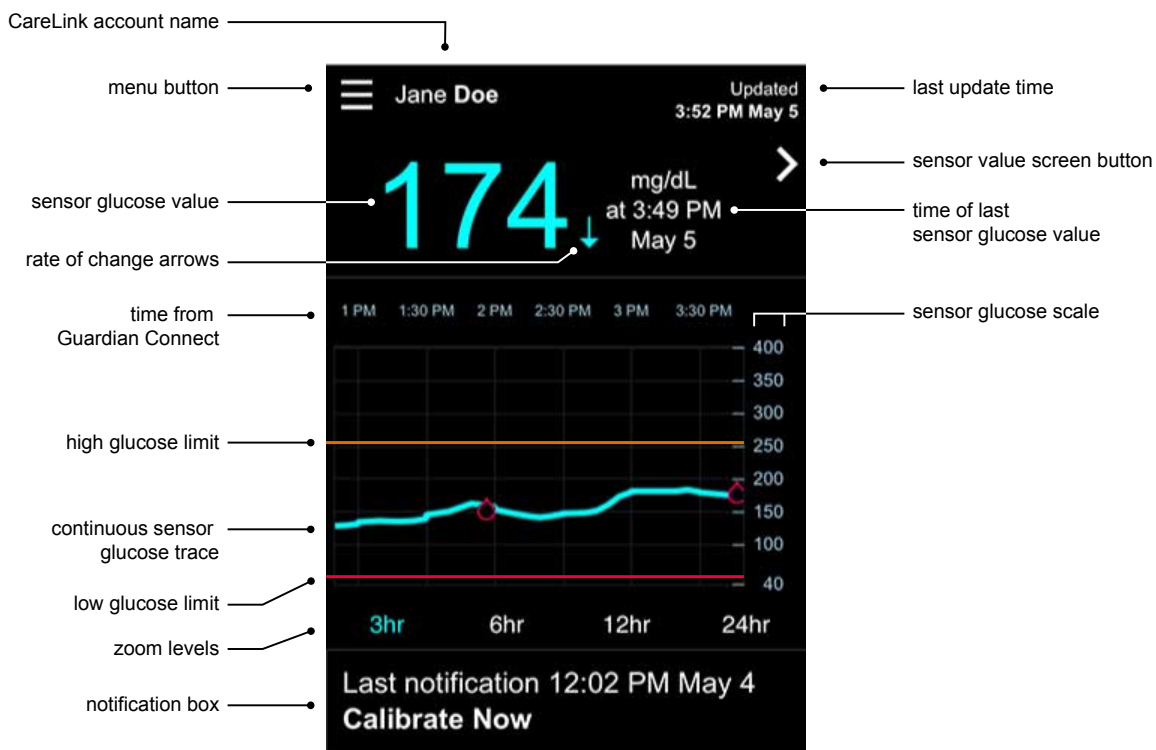 CareLink account name
menu button
Jane Doe
Updated
3:52 PM May 5
last update time
sensor value screen button
sensor glucose value
174
mg/dL
at 3:49 PM
May 5
time of last
sensor glucose value
rate of change arrows
time from
Guardian Connect
1 PM 1:30 PM 2 PM 2:30 PM 3 PM 3:30 PM
sensor glucose scale
400
350
300
high glucose limit
250
200
150
continuous sensor
glucose trace
100
low glucose limit
40
zoom levels
3hr 6hr 12hr 24hr
notification box
Last notification 12:02 PM May 4
Calibrate Now